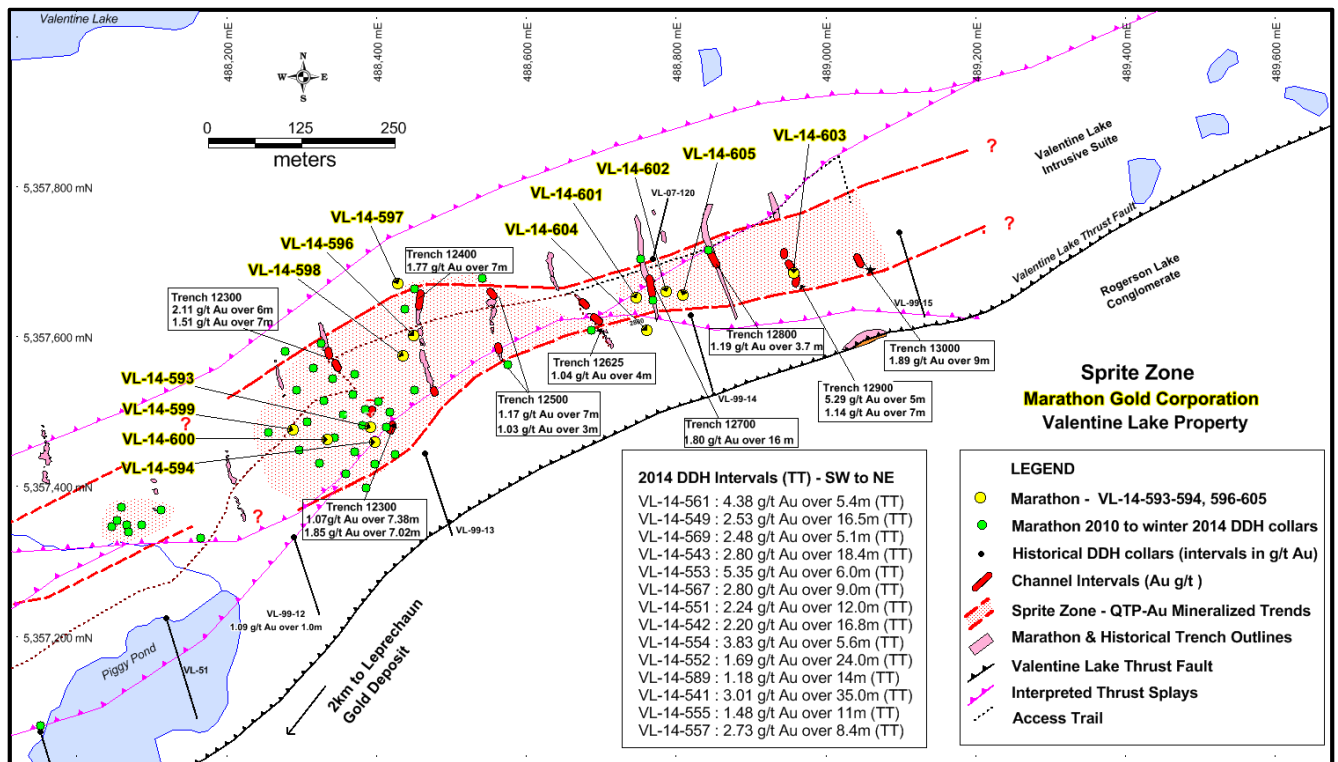 Valentine Lake
488,200 mE
488,400 mE
488,600 mE
488,800 mE
489,000 mE
489,200 mE
489,400 mE
489,600 mE
N
W E
S
0 125 250
meters
5,357,800 mN
5,357,600 mN
5,357,400 mN
5,357,200 mN
VL-14-603
VL-14-605
VL-14-602
VL-14-601
VL-14-604
VL-07-120
VL-14-597
VL-14-596
VL-14-598
?
?
Valentine Lake
Intrusive Suite
Valentine Lake Thrust Fault
Rogerson Lake
Conglomerate
Trench 12400
1.77 g/t Au over 7m
Trench 12300
2.11 g/t Au over 6m
1.51 g/t Au over 7m
VL-99-15
Trench 12800
1.19 g/t Au over 3.7 m
Trench 13000
1.89 g/t Au over 9m
Trench 12625
1.04 g/t Au over 4m
Trench 12900
5.29 g/t Au over 5m
1.14 g/t Au over 7m
Trench 12500
1.17 g/t Au over 7m
1.03 g/t Au over 3m
VL-99-14
Trench 12700
1.80 g/t Au over 16 m
VL-14-593
VL-14-599
VL-14-600
VL-14-594
?
?
Trench 12300
1.07g/t Au over 7.38m
1.85 g/t Au over 7.02m
VL-99-13
VL-99-12
1.09 g/t Au over 1.0m
Piggy Pond
VL-51
2km to Leprechaun
Gold Deposit
Sprite Zone
Marathon Gold Corporation
Valentine Lake Property
2014 DDH Intervals (TT) - SW to NE
VL-14-561 : 4.38 g/t Au over 5.4m (TT)
VL-14-549 : 2.53 g/t Au over 16.5m (TT)
VL-14-569 : 2.48 g/t Au over 5.1m (TT)
VL-14-543 : 2.80 g/t Au over 18.4m (TT)
VL-14-553 : 5.35 g/t Au over 6.0m (TT)
VL-14-567 : 2.80 g/t Au over 9.0m (TT)
VL-14-551 : 2.24 g/t Au over 12.0m (TT)
VL-14-542 : 2.20 g/t Au over 16.8m (TT)
VL-14-554 : 3.83 g/t Au over 5.6m (TT)
VL-14-552 : 1.69 g/t Au over 24.0m (TT)
VL-14-589 : 1.18 g/t Au over 14m (TT)
VL-14-541 : 3.01 g/t Au over 35.0m (TT)
VL-14-555 : 1.48 g/t Au over 11m (TT)
VL-14-557 : 2.73 g/t Au over 8.4m (TT)
LEGEND
Marathon - VL-14-593-594, 596-605
Marathon 2010 to winter 2014 DDH collars
Historical DDH collars (intervals in g/t Au)
Channel Intervals (Au g/t )
Sprite Zone - QTP-Au Mineralized Trends
Marathon & Historical Trench Outlines
Valentine Lake Thrust Fault
Interpreted Thrust Splays
Access Trail